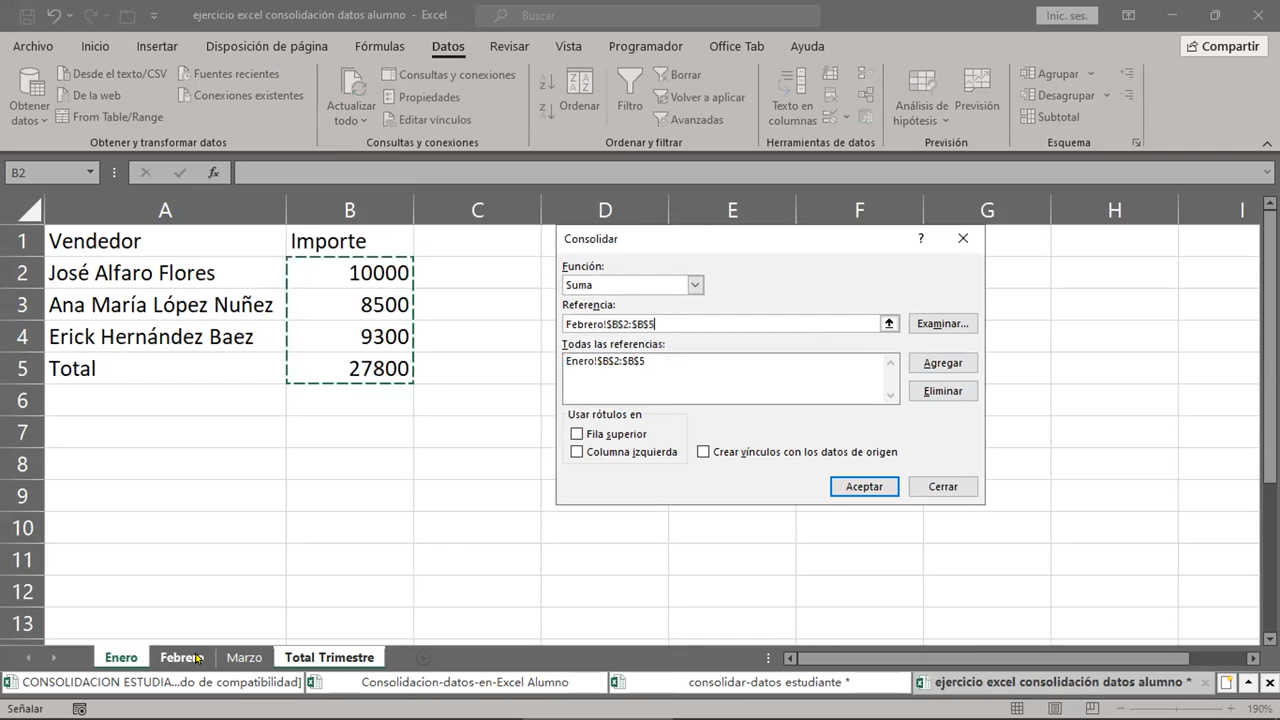 ejercicio excel consolidación datos alumno - Excel
Buscar
Inic. ses.
Archivo Inicio Insertar Disposición de página Fórmulas Datos Revisar Vista Programador Office Tab Ayuda
Compartir
Obtener datos
Desde el texto/CSV
De la web
From Table/Range
Fuentes recientes
Conexiones existentes
Obtener y transformar datos
Actualizar todo
Consultas y conexiones
Propiedades
Editar vínculos
Consultas y conexiones
Ordenar
Filtro
Borrar
Volver a aplicar
Avanzadas
Ordenar y filtrar
Texto en columnas
Herramientas de datos
Análisis de hipótesis
Previsión
Previsión
Agrupar
Desagrupar
Subtotal
Esquema
B2
fx
A B C D E F G H I
1 Vendedor Importe
2 José Alfaro Flores 10000
3 Ana María López Nuñez 8500
4 Erick Hernández Baez 9300
5 Total 27800
6
7
8
9
10
11
12
13
Consolidar
?
Función:
Suma
Referencia:
Febrero!$B$2:$B$5
Examinar...
Todas las referencias:
Enero!$B$2:$B$5
Agregar
Eliminar
Usar rótulos en
Fila superior
Columna izquierda
Crear vínculos con los datos de origen
Aceptar
Cerrar
Enero Febrero Marzo Total Trimestre
CONSOLIDACION ESTUDIA...do de compatibilidad]
Consolidacion-datos-en-Excel Alumno
consolidar-datos estudiante *
ejercicio excel consolidación datos alumno *
Señalar
190%